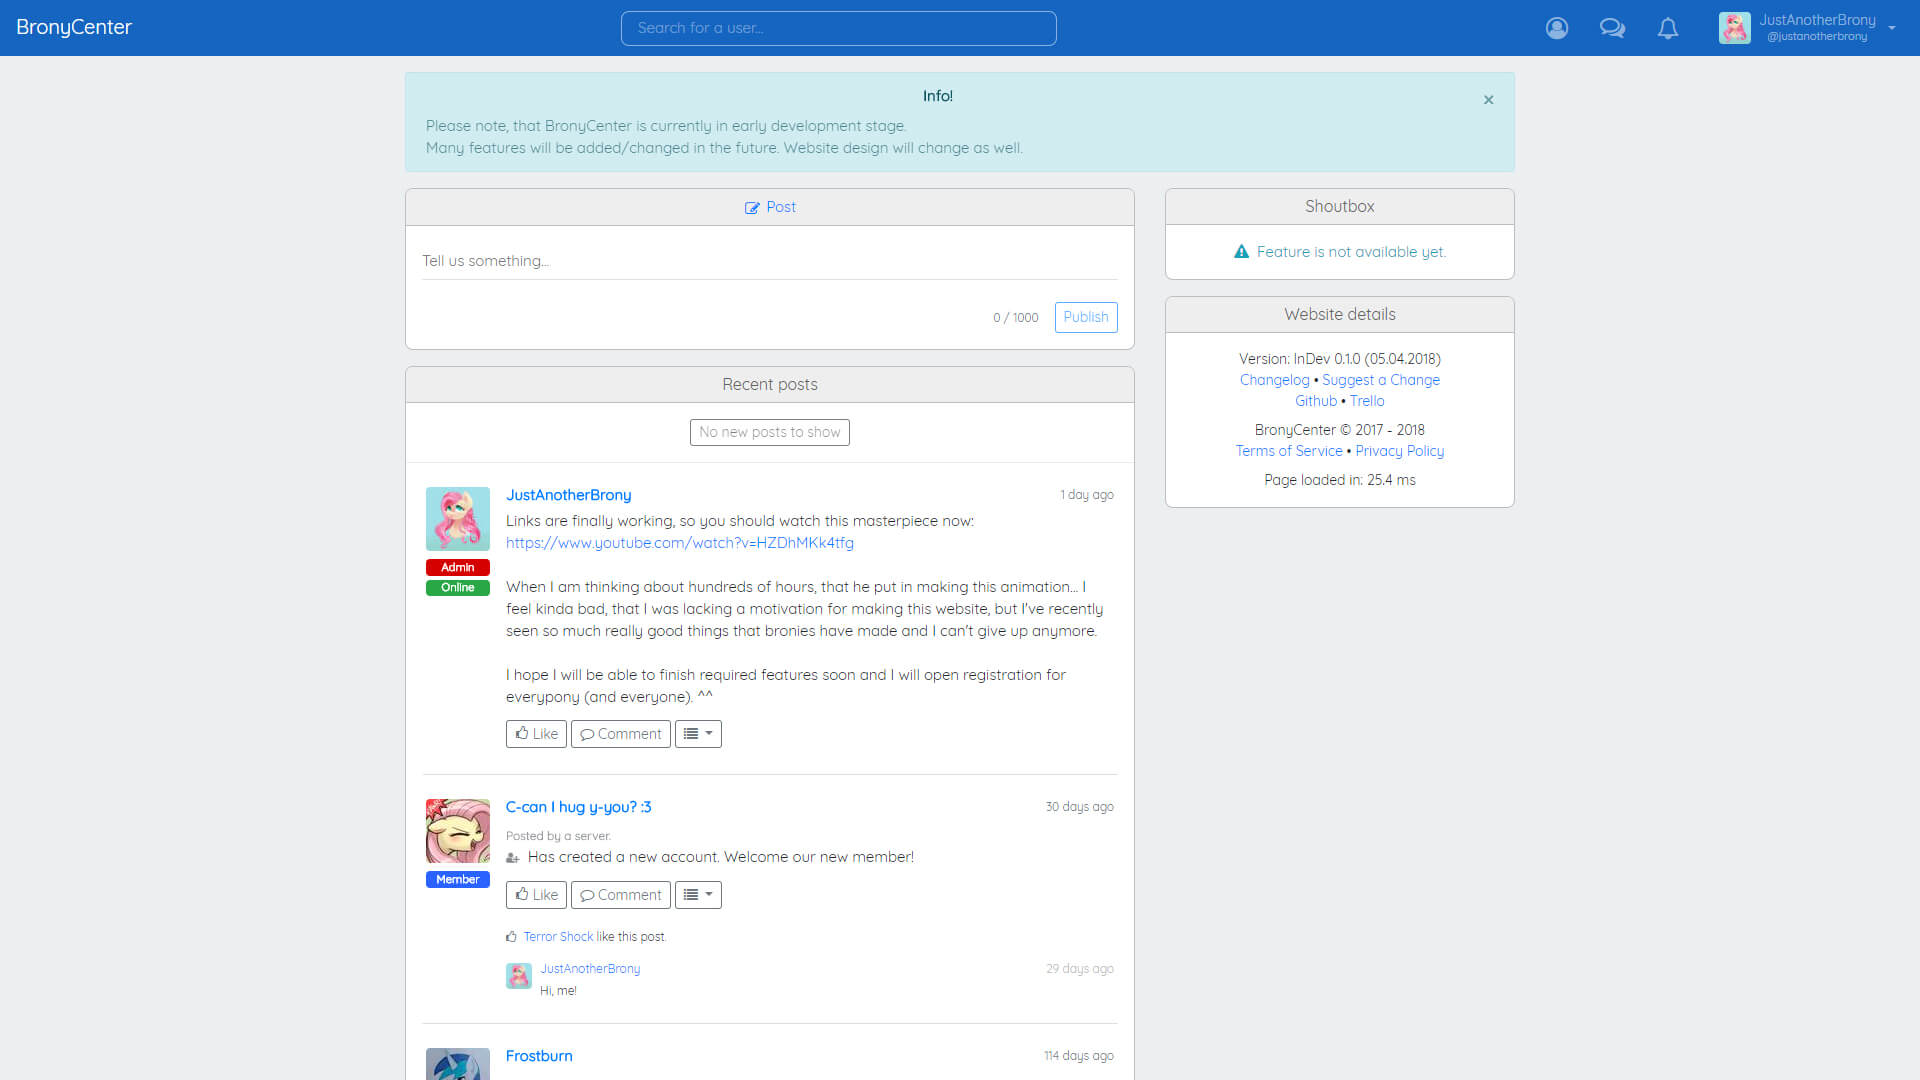 BronyCenter
Search for a user...
JustAnotherBrony
@justanotherbrony
Info!
×
Please note, that BronyCenter is currently in early development stage.
Many features will be added/changed in the future. Website design will change as well.
Post
Tell us something...
0 / 1000
Publish
Recent posts
No new posts to show
JustAnotherBrony
1 day ago
Admin
Online
Links are finally working, so you should watch this masterpiece now:
https://www.youtube.com/watch?v=HZDhMKk4tfg
When I am thinking about hundreds of hours, that he put in making this animation... I
feel kinda bad, that I was lacking a motivation for making this website, but I've recently
seen so much really good things that bronies have made and I can't give up anymore.
I hope I will be able to finish required features soon and I will open registration for
everypony (and everyone). ^^
Like
Comment
C-can I hug y-you? :3
30 days ago
Member
Posted by a server.
Has created a new account. Welcome our new member!
Like
Comment
Terror Shock like this post.
JustAnotherBrony
29 days ago
Hi, me!
Frostburn
114 days ago
Shoutbox
Feature is not available yet.
Website details
Version: InDev 0.1.0 (05.04.2018)
Changelog • Suggest a Change
Github • Trello
BronyCenter © 2017 - 2018
Terms of Service • Privacy Policy
Page loaded in: 25.4 ms